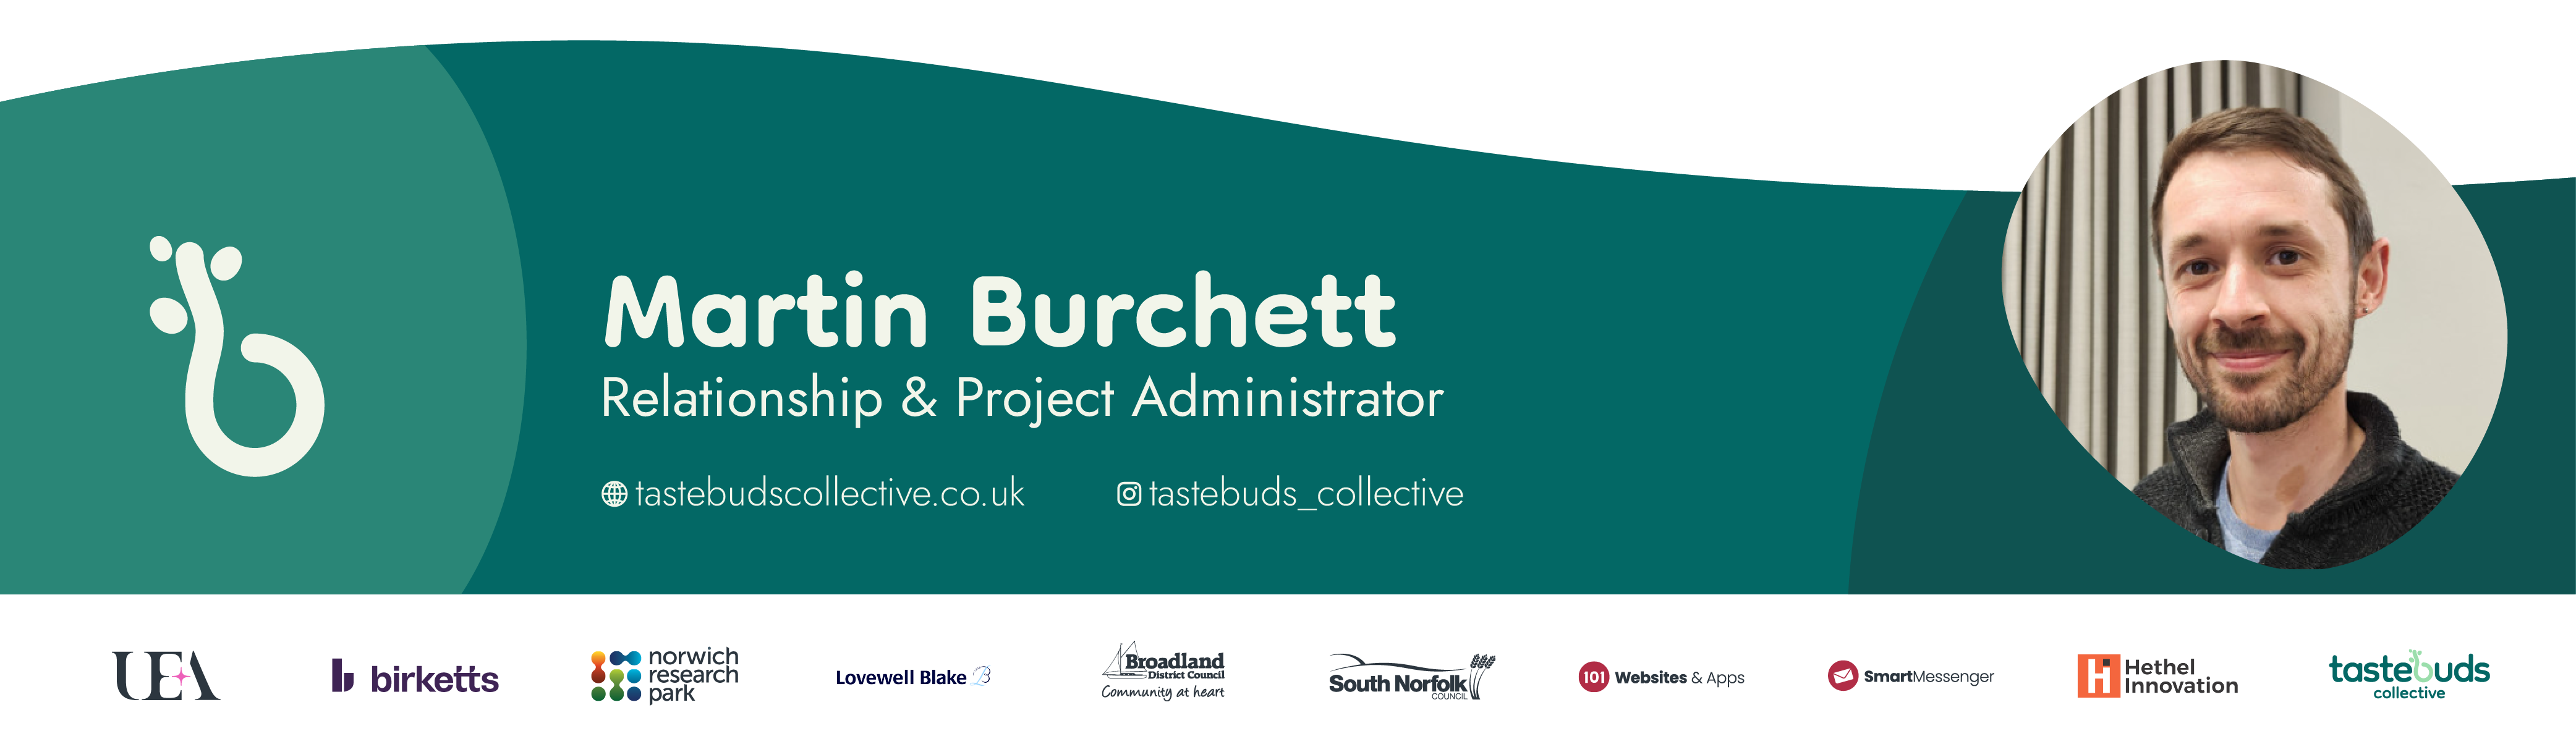 Martin Burchett
Relationship & Project Administrator
tastebudscollective.co.uk
tastebuds_collective
UEA
birketts
norwich
research
park
Lovewell Blake
Broadland
District Council
Community at heart
South Norfolk
COUNCIL
101 Websites & Apps
SmartMessenger
Hethel
Innovation
tastebuds
collective